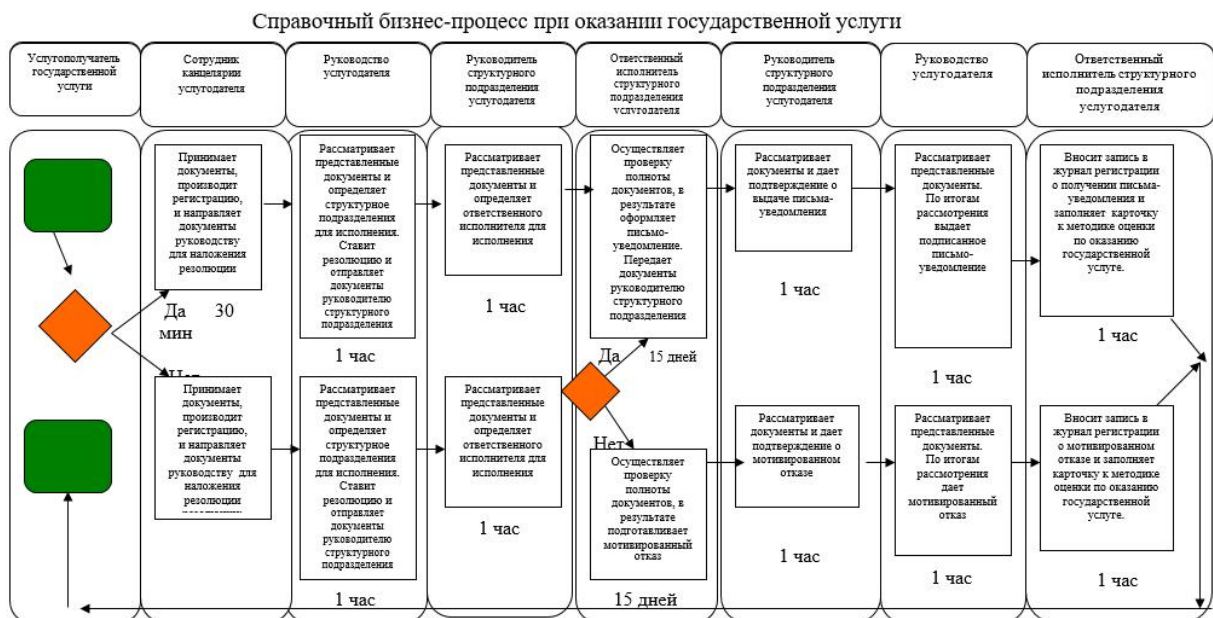 Справочный бизнес-процесс при оказании государственной услуги
Услугополучатель
государственной
услуги
Сотрудник
канцелярии
услугодателя
Руководство
услугодателя
Руководитель
структурного
подразделения
услугодателя
Ответственный
исполнитель
структурного
подразделения
услугодателя
Руководитель
структурного
подразделения
услугодателя
Руководство
услугодателя
Ответственный
исполнитель структурного
подразделения
услугодателя
Принимает
документы,
производит
регистрацию,
и направляет
документы
руководству
для наложения
резолюции
Да 30
мин
Рассматривает
представленные
документы и
определяет
структурное
подразделения
для исполнения.
Ставит
резолюцию и
отправляет
документы
руководителю
структурного
подразделения
1 час
Рассматривает
представленные
документы и
определяет
ответственного
исполнителя для
исполнения
1 час
Осуществляет
проверку
полноты
документов, в
результате
оформляет
письмо-
уведомление.
Передает
документы
руководителю
структурного
подразделения
Да 15 дней
Рассматривает
документы и дает
подтверждение о
выдаче письма-
уведомления
1 час
Рассматривает
представленные
документы.
По итогам
рассмотрения
выдает
подписанное
письмо-
уведомление
1 час
Вносит запись в
журнал регистрации
о получении письма-
уведомления и
заполняет карточку
к методике оценки
по оказанию
государственной
услуге.
1 час
Нет
Принимает
документы,
производит
регистрацию,
и направляет
документы
руководству для
наложения
резолюции
Рассматривает
представленные
документы и
определяет
структурное
подразделения
для исполнения.
Ставит
резолюцию и
отправляет
документы
руководителю
структурного
подразделения
1 час
Рассматривает
представленные
документы и
определяет
ответственного
исполнителя для
исполнения
1 час
Нет
Осуществляет
проверку
полноты
документов, в
результате
подготавливает
мотивированный
отказ
15 дней
Рассматривает
документы и дает
подтверждение о
мотивированном
отказе
1 час
Рассматривает
представленные
документы.
По итогам
рассмотрения
дает
мотивированный
отказ
1 час
Вносит запись в
журнал регистрации
о мотивированном
отказе и заполняет
карточку к методике
оценки по оказанию
государственной
услуге.
1 час